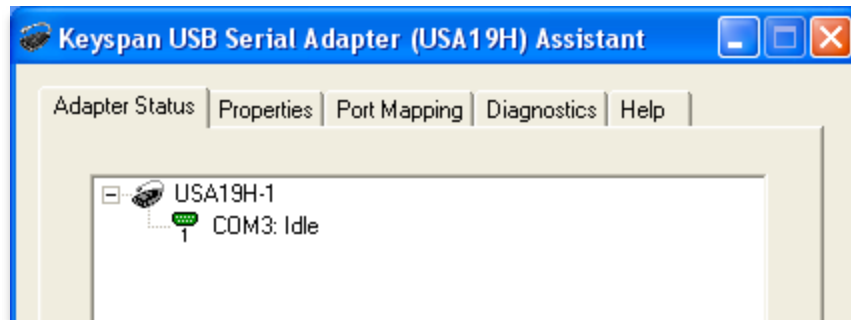 Keyspan USB Serial Adapter (USA19H) Assistant
Adapter Status Properties Port Mapping Diagnostics Help
USA19H-1
1 COM3: Idle